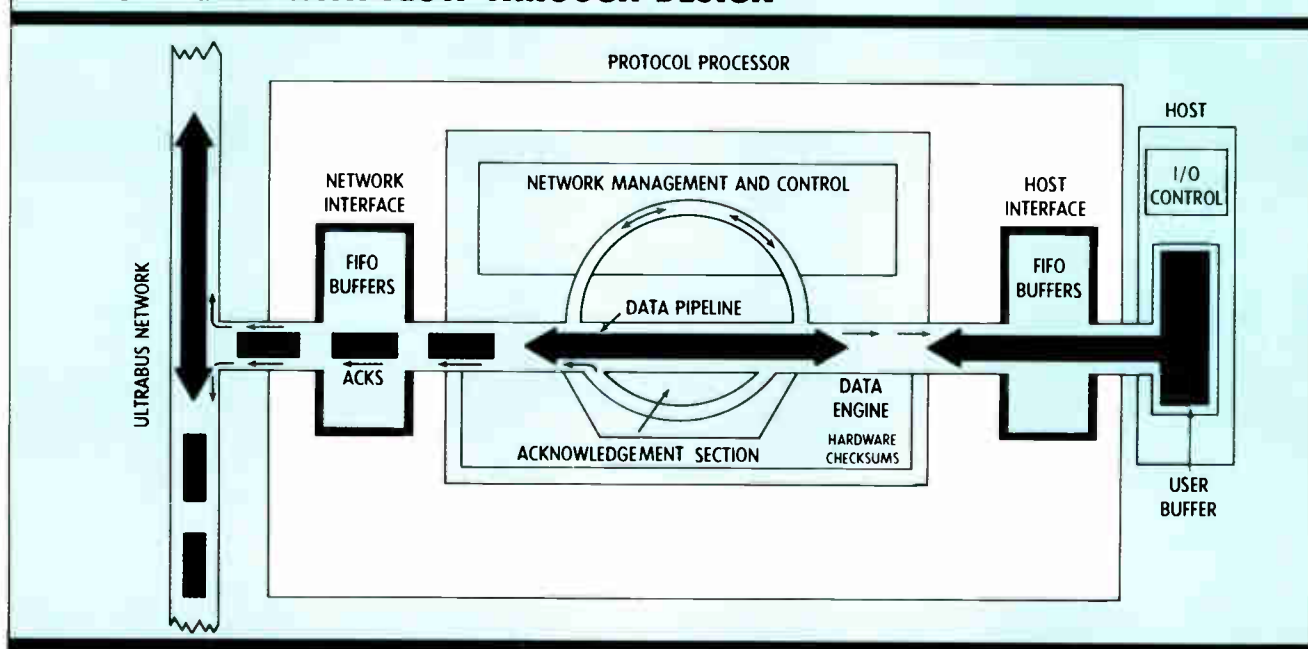 PROTOCOL PROCESSOR
HOST
I/O
CONTROL
NETWORK
INTERFACE
NETWORK MANAGEMENT AND CONTROL
HOST
INTERFACE
FIFO
BUFFERS
FIFO
BUFFERS
ULTRABUS NETWORK
DATA PIPELINE
ACKS
DATA
ENGINE
HARDWARE
CHECKSUMS
ACKNOWLEDGEMENT SECTION
USER
BUFFER